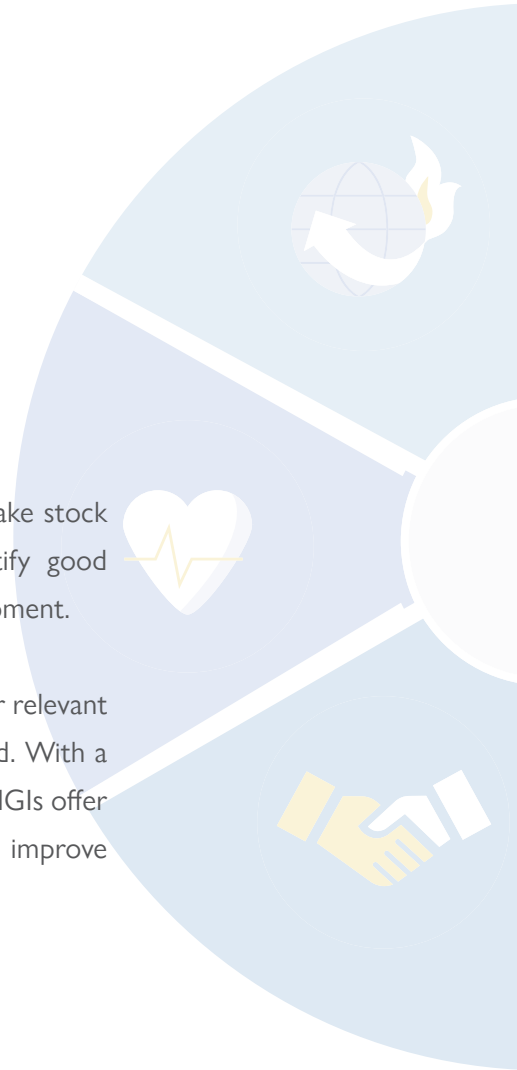 ake stock
tify good
oment.
r relevant
d. With a
IGIs offer
improve